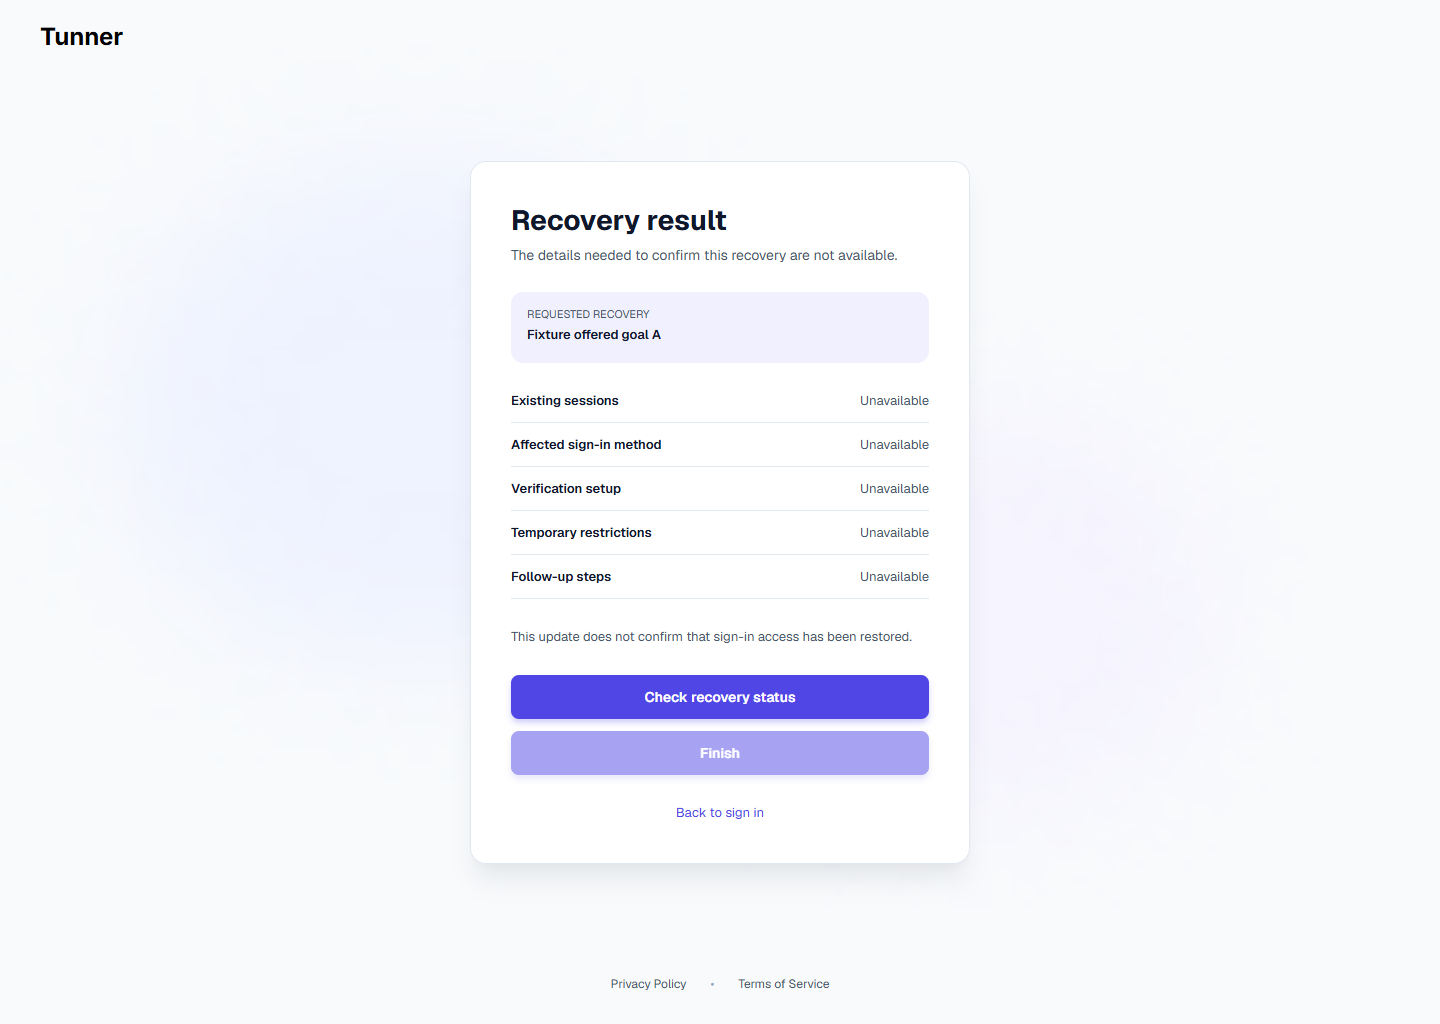 Tunner
Recovery result
The details needed to confirm this recovery are not available.
REQUESTED RECOVERY
Fixture offered goal A
Existing sessions Unavailable
Affected sign-in method Unavailable
Verification setup Unavailable
Temporary restrictions Unavailable
Follow-up steps Unavailable
This update does not confirm that sign-in access has been restored.
Check recovery status
Finish
Back to sign in
Privacy Policy • Terms of Service